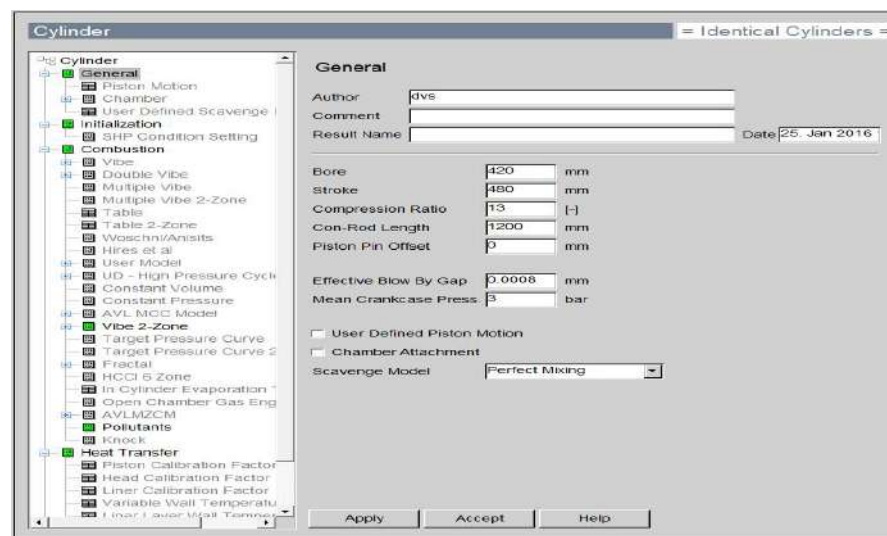 Cylinder
= Identical Cylinders =
Cylinder
General
Piston Motion
Chamber
User Defined Scavenge
Initialization
SHP Condition Setting
Combustion
Vibe
Double Vibe
Multiple Vibe
Multiple Vibe 2-Zone
Table
Table 2-Zone
Woschni/Anisits
Hires et al
User Model
UD - High Pressure Cycl
Constant Volume
Constant Pressure
AVL MCC Model
Vibe 2-Zone
Target Pressure Curve
Target Pressure Curve 2
Fractal
HCCI 6 Zone
In Cylinder Evaporation
Open Chamber Gas Eng
AVLMZCM
Pollutants
Knock
Heat Transfer
Piston Calibration Factor
Head Calibration Factor
Liner Calibration Factor
Variable Wall Temperatu
Liner Layer Wall Temper
General
Author dvs
Comment
Result Name Date 25. Jan 2016
Bore 420 mm
Stroke 480 mm
Compression Ratio 13 [-]
Con-Rod Length 1200 mm
Piston Pin Offset 0 mm
Effective Blow By Gap 0.0008 mm
Mean Crankcase Press. 3 bar
User Defined Piston Motion
Chamber Attachment
Scavenge Model Perfect Mixing
Apply Accept Help